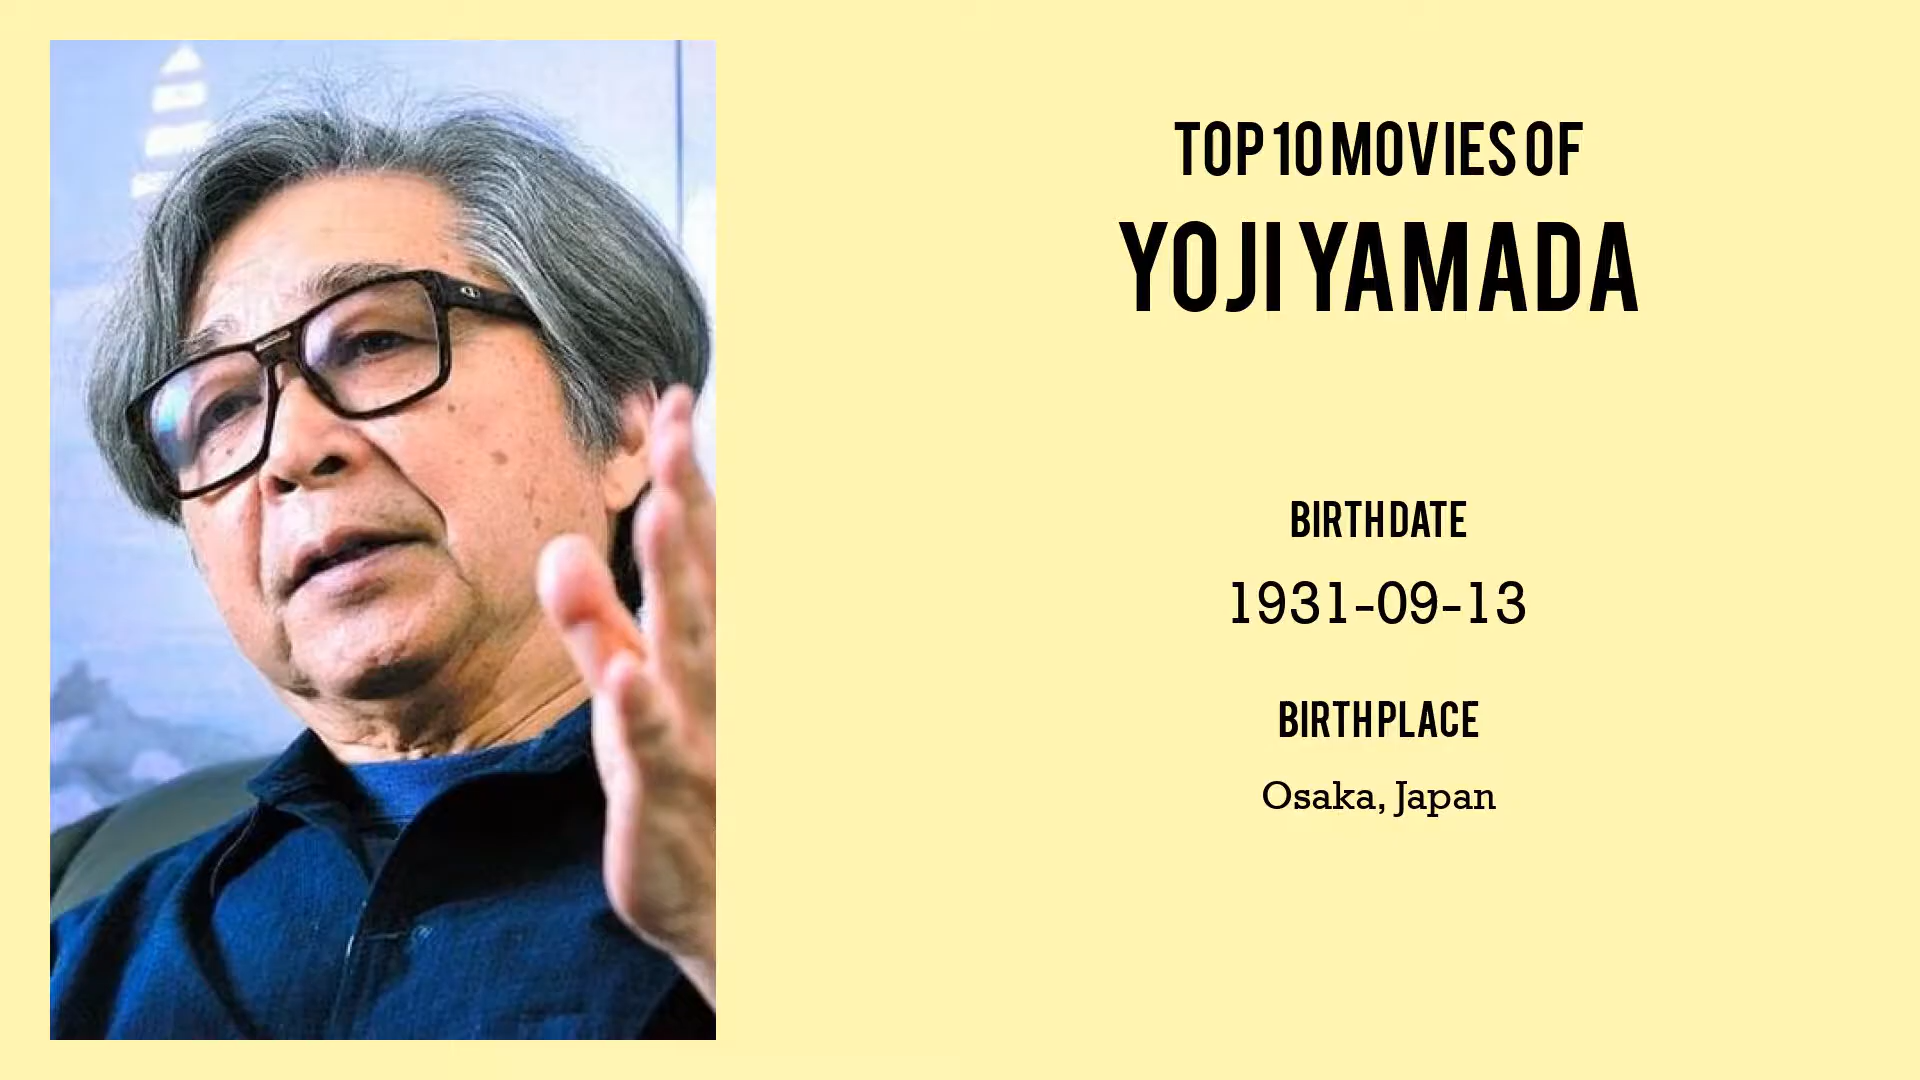 TOP 10 MOVIES OF
YOJI YAMADA
BIRTHDATE
1931-09-13
BIRTHPLACE
Osaka, Japan